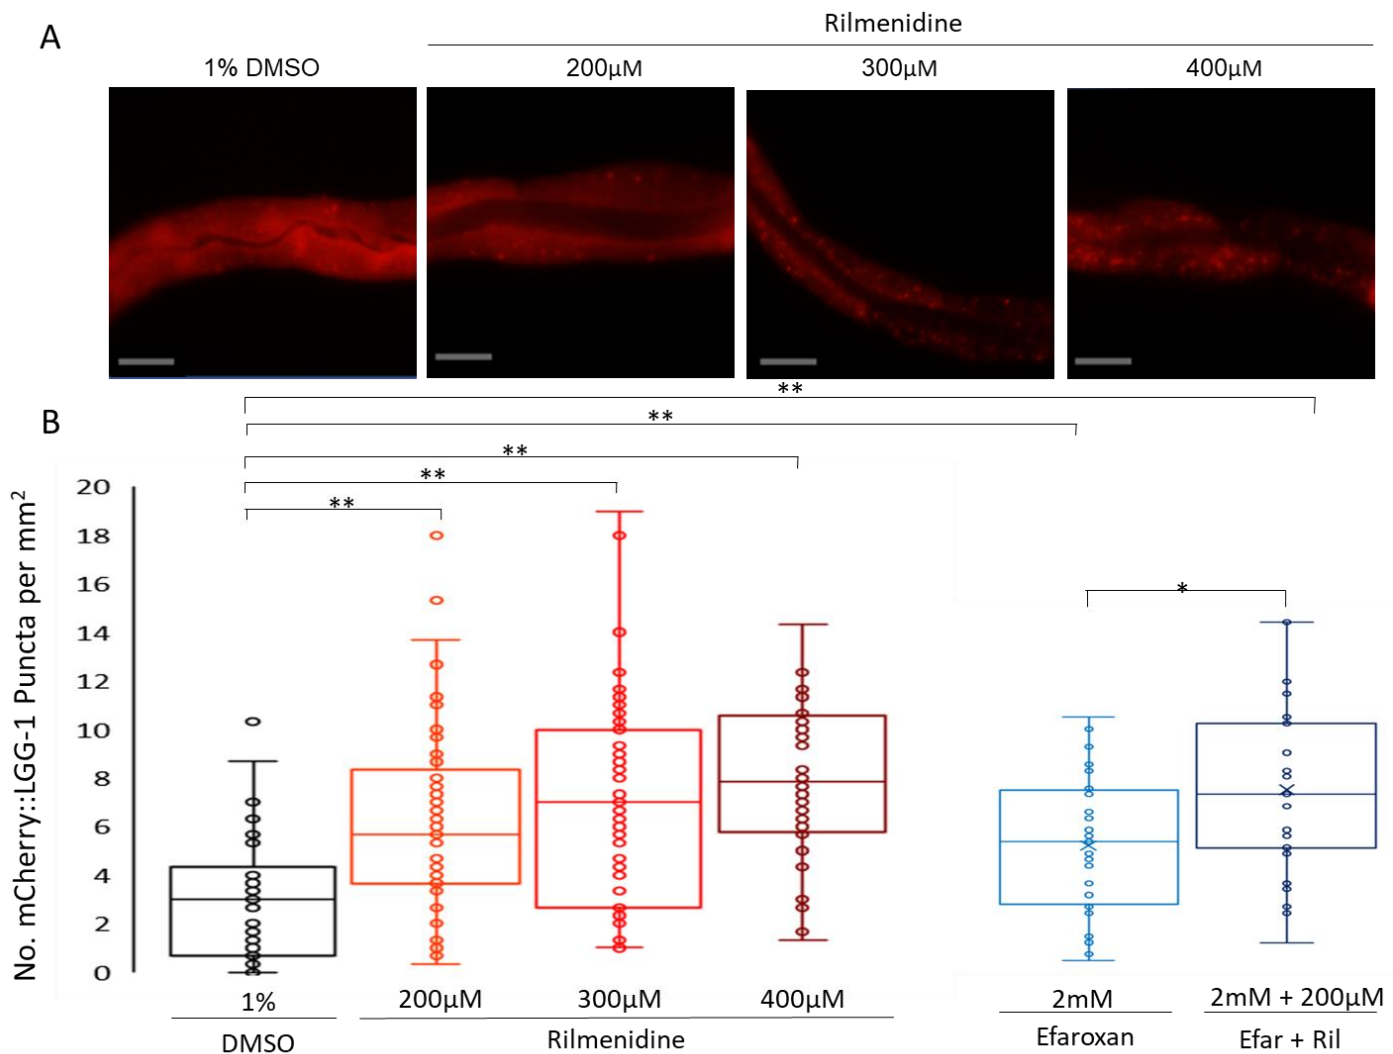 A
Rilmenidine
1% DMSO
200µM
300µM
400µM
B
**
**
**
**
**
*
No. mCherry::LGG-1 Puncta per mm²
20
18
16
14
12
10
8
6
4
2
0
1%
200µM
300µM
400µM
2mM
2mM + 200µM
DMSO
Rilmenidine
Efaroxan
Efar + Ril